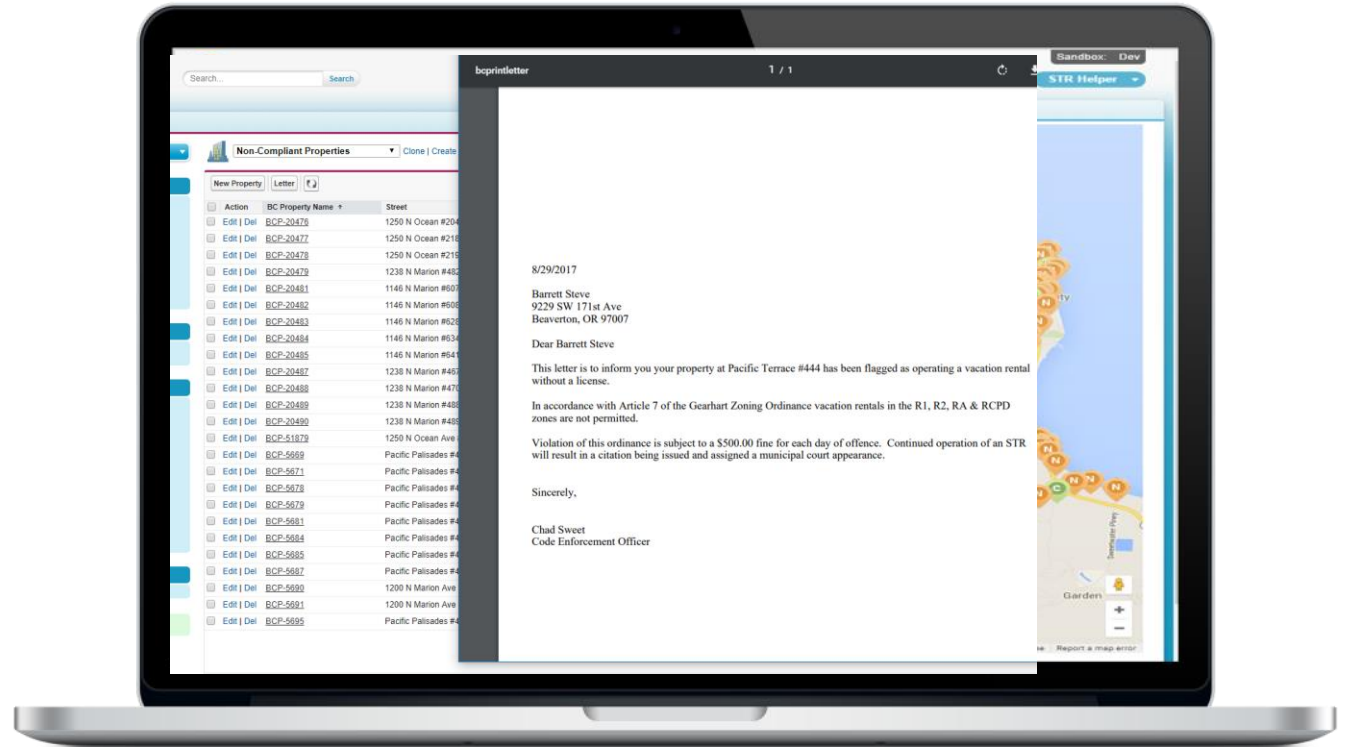 Search...
Search
bcprintletter
1 / 1
Sandbox: Dev
STR Helper
Non-Compliant Properties
Clone | Create
New Property
Letter
Action BC Property Name Street
Edit | Del BCP-20476 1250 N Ocean #204
Edit | Del BCP-20477 1250 N Ocean #218
Edit | Del BCP-20478 1250 N Ocean #219
Edit | Del BCP-20479 1238 N Marion #482
Edit | Del BCP-20481 1146 N Marion #607
Edit | Del BCP-20482 1146 N Marion #608
Edit | Del BCP-20483 1146 N Marion #628
Edit | Del BCP-20484 1146 N Marion #634
Edit | Del BCP-20485 1146 N Marion #641
Edit | Del BCP-20487 1238 N Marion #467
Edit | Del BCP-20488 1238 N Marion #470
Edit | Del BCP-20489 1238 N Marion #488
Edit | Del BCP-20490 1238 N Marion #489
Edit | Del BCP-51879 1250 N Ocean Ave
Edit | Del BCP-5669 Pacific Palisades #4
Edit | Del BCP-5671 Pacific Palisades #4
Edit | Del BCP-5678 Pacific Palisades #4
Edit | Del BCP-5679 Pacific Palisades #4
Edit | Del BCP-5681 Pacific Palisades #4
Edit | Del BCP-5684 Pacific Palisades #4
Edit | Del BCP-5685 Pacific Palisades #4
Edit | Del BCP-5687 Pacific Palisades #4
Edit | Del BCP-5690 1200 N Marion Ave
Edit | Del BCP-5691 1200 N Marion Ave
Edit | Del BCP-5695 Pacific Palisades #4
8/29/2017
Barrett Steve
9229 SW 171st Ave
Beaverton, OR 97007
Dear Barrett Steve
This letter is to inform you your property at Pacific Terrace #444 has been flagged as operating a vacation rental
without a license.
In accordance with Article 7 of the Gearhart Zoning Ordinance vacation rentals in the R1, R2, RA & RCPD
zones are not permitted.
Violation of this ordinance is subject to a $500.00 fine for each day of offence. Continued operation of an STR
will result in a citation being issued and assigned a municipal court appearance.
Sincerely,
Chad Sweet
Code Enforcement Officer
N
N
N
N
C
N
N
N
Garden
Report a map error